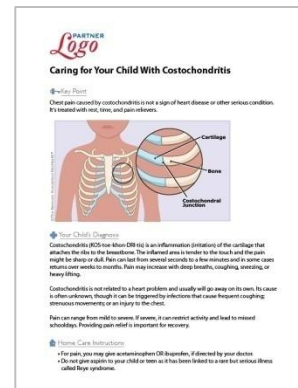 PARTNER
Logo
Caring for Your Child With Costochondritis
Key Point
Chest pain caused by costochondritis is not a sign of heart disease or other serious condition.
It's treated with rest, time, and pain relievers.
Cartilage
Bone
Costochondral
Junction
Your Child's Diagnosis
Costochondritis (KOS-toe-khon-DRI-tis) is an inflammation (irritation) of the cartilage that
attaches the ribs to the breastbone. The inflamed area is tender to the touch and the pain
might be sharp or dull. Pain can last from several seconds to a few minutes and in some cases
returns over weeks to months. Pain may increase with deep breaths, coughing, sneezing, or
heavy lifting.
Costochondritis is not related to a heart problem and usually will go away on its own. Its cause
is often unknown, though it can be triggered by infections that cause frequent coughing;
strenuous movements; or an injury to the chest.
Pain can range from mild to severe. If severe, it can restrict activity and lead to missed
schooldays. Providing pain relief is important for recovery.
Home Care Instructions
• For pain, you may give acetaminophen OR ibuprofen, if directed by your doctor.
• Do not give aspirin to your child or teen as it has been linked to a rare but serious illness
called Reye syndrome.